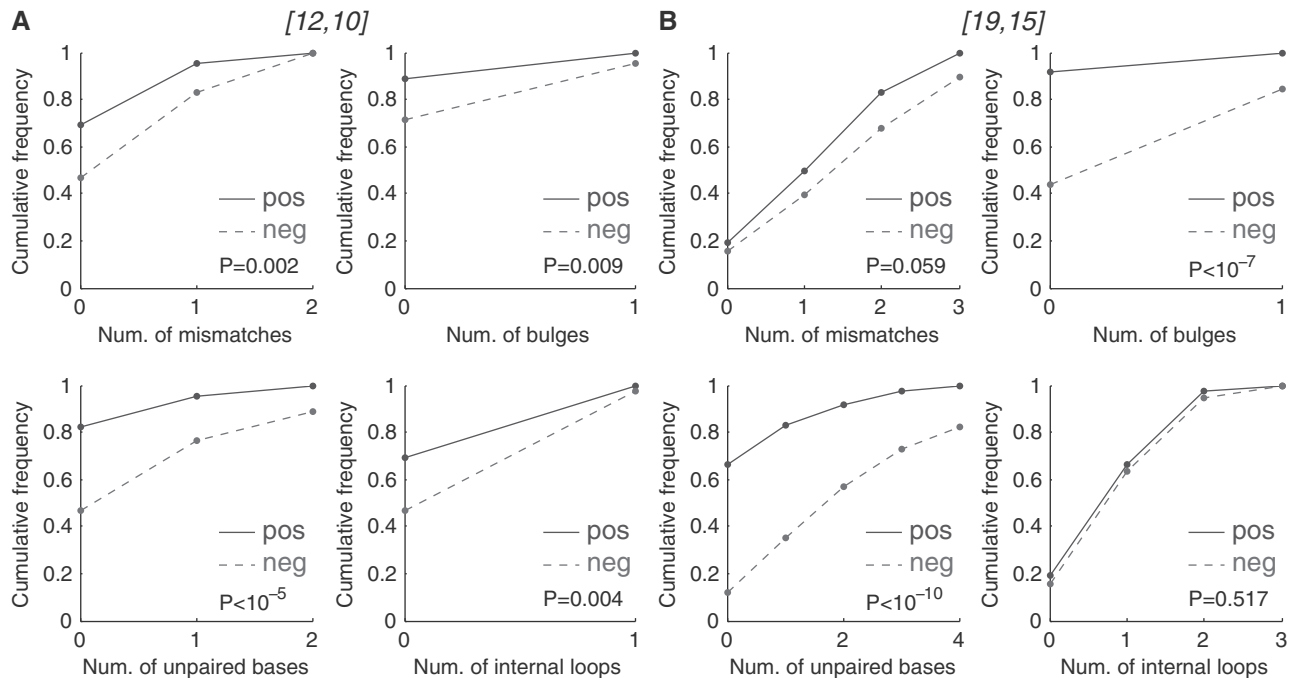 A [12,10] B [19,15]
1
0.8
0.6
0.4
0.2
0
Cumulative frequency
pos
neg
P=0.002
0 1 2
Num. of mismatches
1
0.8
0.6
0.4
0.2
0
Cumulative frequency
pos
neg
P=0.009
0 1
Num. of bulges
1
0.8
0.6
0.4
0.2
0
Cumulative frequency
pos
neg
P=0.059
0 1 2 3
Num. of mismatches
1
0.8
0.6
0.4
0.2
0
Cumulative frequency
pos
neg
P<10⁻⁷
0 1
Num. of bulges
1
0.8
0.6
0.4
0.2
0
Cumulative frequency
pos
neg
P<10⁻⁵
0 1 2
Num. of unpaired bases
1
0.8
0.6
0.4
0.2
0
Cumulative frequency
pos
neg
P=0.004
0 1
Num. of internal loops
1
0.8
0.6
0.4
0.2
0
Cumulative frequency
pos
neg
P<10⁻¹⁰
0 2 4
Num. of unpaired bases
1
0.8
0.6
0.4
0.2
0
Cumulative frequency
pos
neg
P=0.517
0 1 2 3
Num. of internal loops